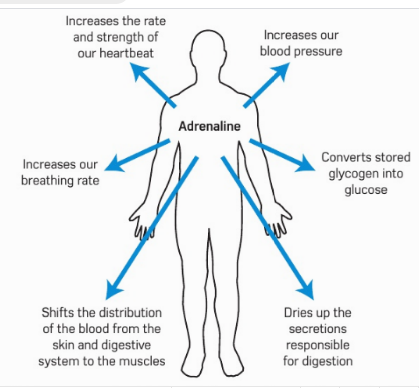 Increases the rate
and strength of
our heartbeat
Increases our
blood pressure
Adrenaline
Increases our
breathing rate
Converts stored
glycogen into
glucose
Shifts the distribution
of the blood from the
skin and digestive
system to the muscles
Dries up the
secretions
responsible
for digestion